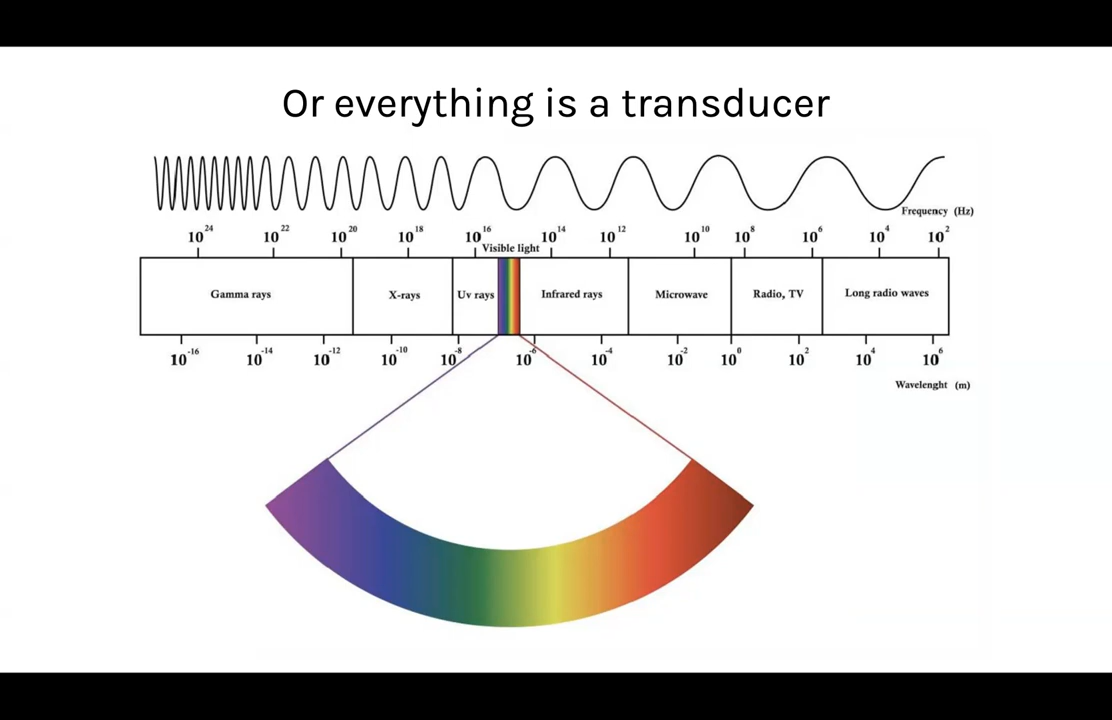 Or everything is a transducer
Frequency (Hz)
10^24 10^22 10^20 10^18 10^16 10^14 10^12 10^10 10^8 10^6 10^4 10^2
Visible light
Gamma rays X-rays Uv rays Infrared rays Microwave Radio, TV Long radio waves
10^-16 10^-14 10^-12 10^-10 10^-8 10^-6 10^-4 10^-2 10^0 10^2 10^4 10^6
Wavelenght (m)